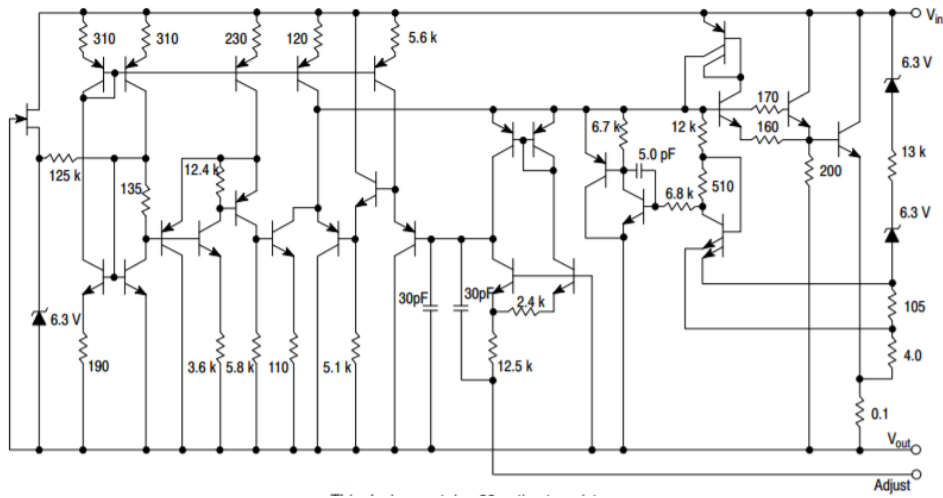 V_in
310
310
230
120
5.6 k
6.3 V
170
6.7 k
12 k
160
125 k
12.4 k
5.0 pF
13 k
135
6.8 k
510
200
6.3 V
30pF
30pF
2.4 k
105
6.3 V
190
3.6 k
5.8 k
110
5.1 k
12.5 k
4.0
0.1
V_out
Adjust